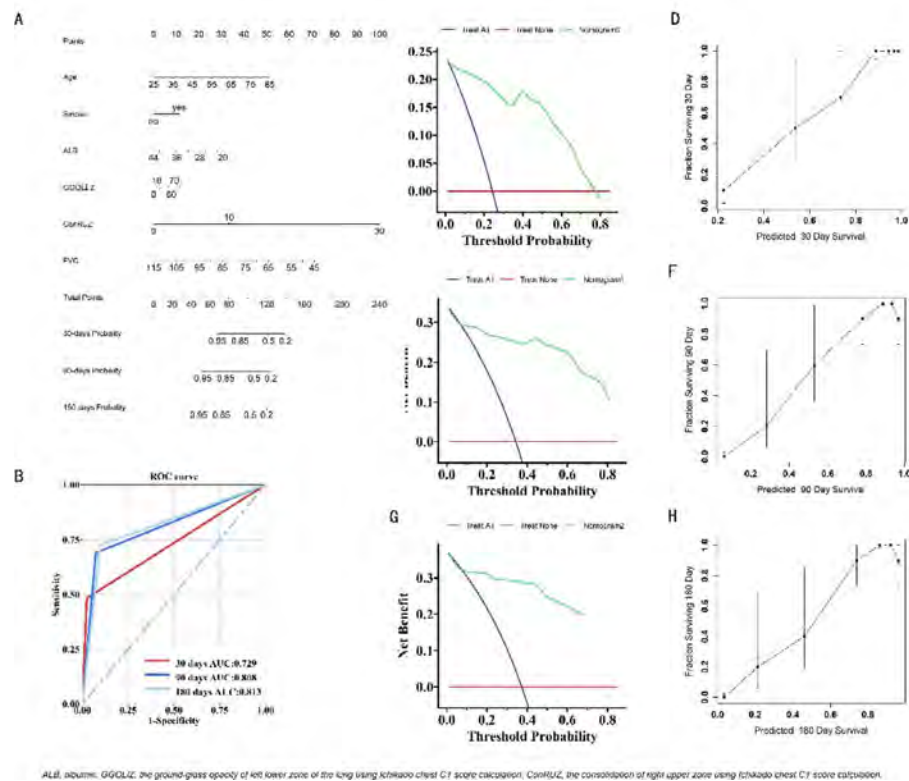 A
Points
0 10 20 30 40 50 60 70 80 90 100
Age
25 35 45 55 65 75 85
yes
no
ALB
44 36 28 20
GGOLLZ
10 70
0 60
ConRUZ
10
0 30
FVC
115 105 95 85 75 65 55 45
Total Points
0 20 40 60 80 120 160 200 240
30-days Probality
0.95 0.85 0.5 0.2
90-days Probality
0.95 0.85 0.5 0.2
180 days Probality
0.95 0.85 0.5 0.2
B
ROC curve
Sensitivity
1.00
0.75
0.50
0.25
0.00
0.00 0.25 0.50 0.75 1.00
1-Specificity
30 days AUC:0.729
90 days AUC:0.808
180 days AUC:0.813
Treat All Treat None
0.25
0.20
0.15
0.10
0.05
0.00
0.0 0.2 0.4 0.6 0.8
Threshold Probability
Treat All Treat None
0.3
0.2
0.1
0.0
0.0 0.2 0.4 0.6 0.8
Threshold Probability
G
Treat All Treat None Nomogram2
Net Benefit
0.3
0.2
0.1
0.0
0.0 0.2 0.4 0.6 0.8
Threshold Probability
D
Fraction Surviving 30 Day
0.0 0.2 0.4 0.6 0.8 1.0
0.2 0.4 0.6 0.8 1.0
Predicted 30 Day Survival
F
Fraction Surviving 90 Day
0.0 0.2 0.4 0.6 0.8 1.0
0.2 0.4 0.6 0.8 1.0
Predicted 90 Day Survival
H
Fraction Surviving 180 Day
0.0 0.2 0.4 0.6 0.8 1.0
0.2 0.4 0.6 0.8
Predicted 180 Day Survival
ALB, albumin, GGOLIZ, the ground-glass opacity of left lower zone of the lung using Ichikado chest C1 score calculation, ConRUZ, the consolidation of right upper zone using Ichikado chest C1 score calculation.